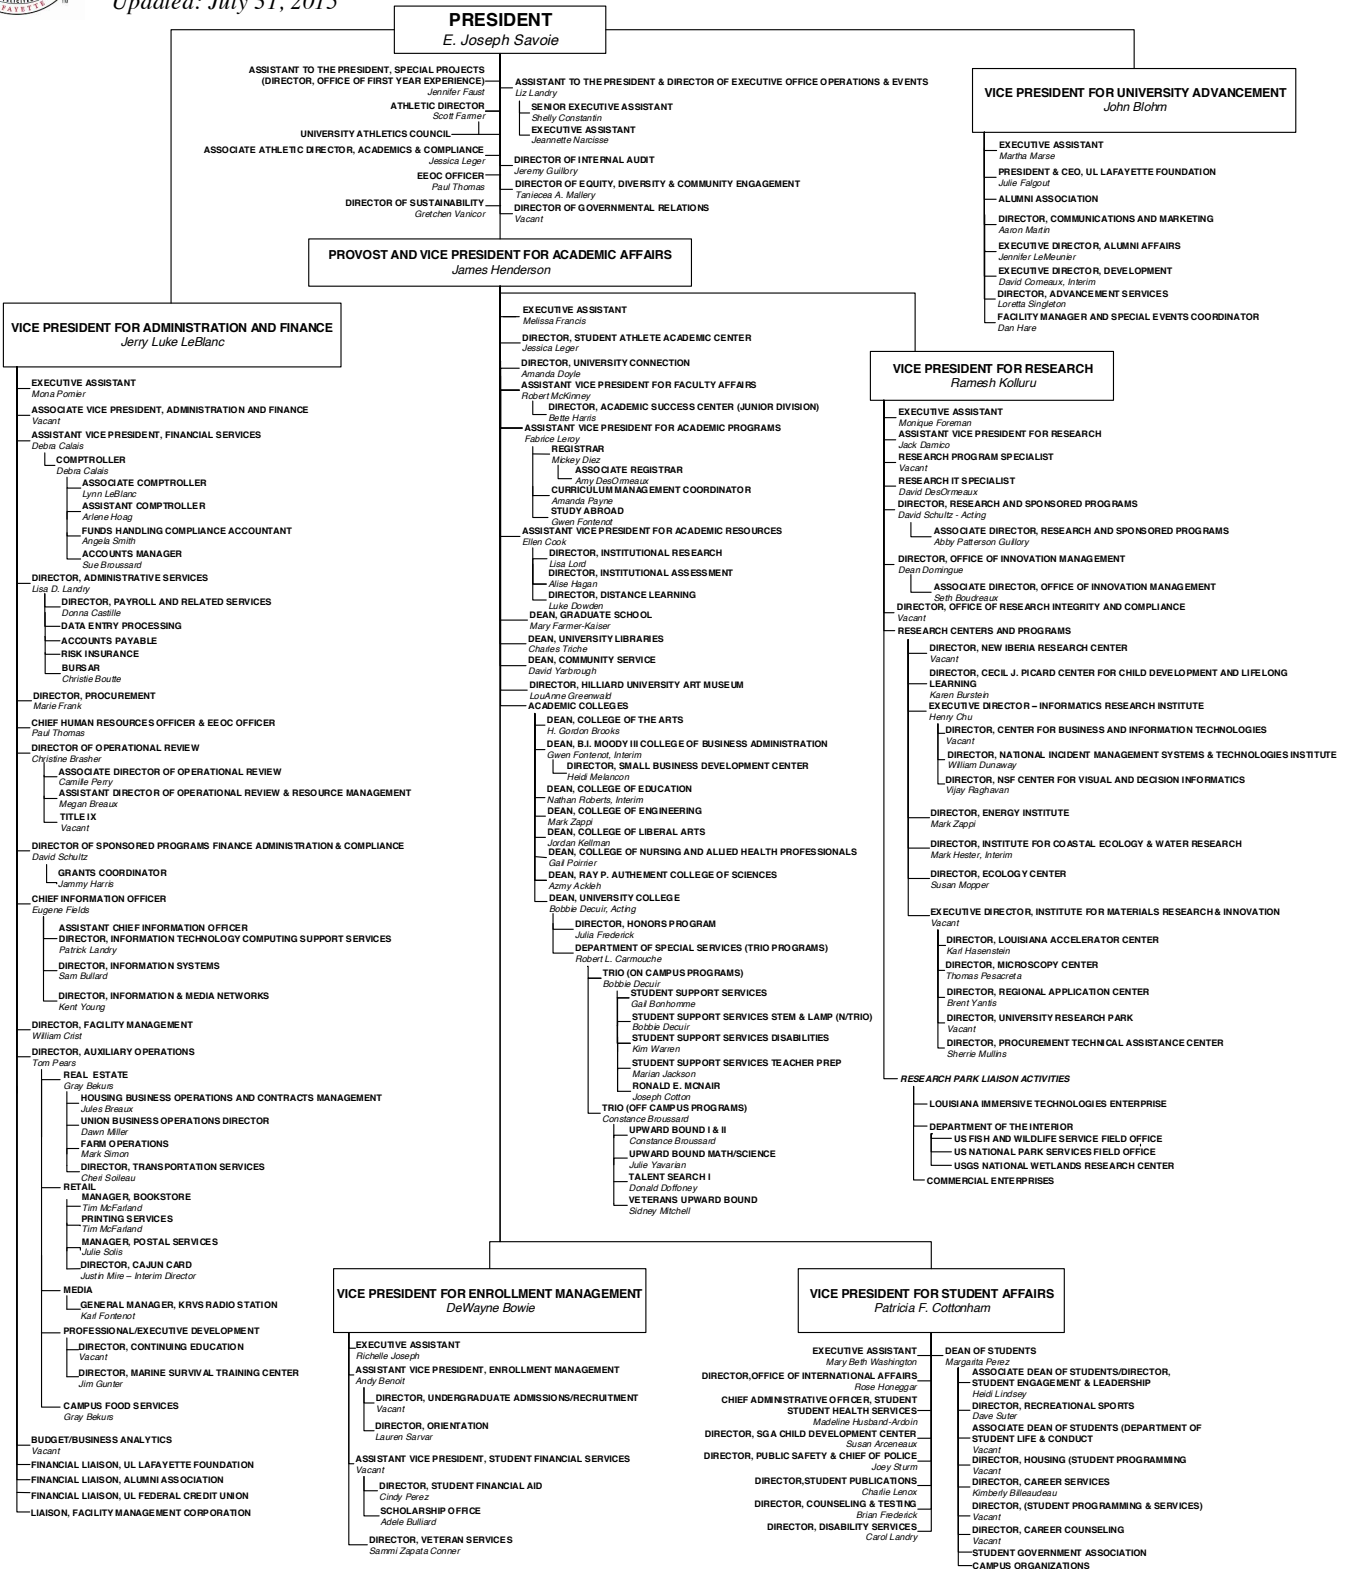 AYETTE
TM
Updated: July 31, 2015
PRESIDENT
E. Joseph Savoie
ASSISTANT TO THE PRESIDENT, SPECIAL PROJECTS
(DIRECTOR, OFFICE OF FIRST YEAR EXPERIENCE)
Jennifer Faust
ATHLETIC DIRECTOR
Scott Farmer
UNIVERSITY ATHLETICS COUNCIL
ASSOCIATE ATHLETIC DIRECTOR, ACADEMICS & COMPLIANCE
Jessica Leger
EEOC OFFICER
Paul Thomas
DIRECTOR OF SUSTAINABILITY
Gretchen Vanicor
ASSISTANT TO THE PRESIDENT & DIRECTOR OF EXECUTIVE OFFICE OPERATIONS & EVENTS
Liz Landry
SENIOR EXECUTIVE ASSISTANT
Shelly Constantin
EXECUTIVE ASSISTANT
Jeannette Narcisse
DIRECTOR OF INTERNAL AUDIT
Jeremy Guillory
DIRECTOR OF EQUITY, DIVERSITY & COMMUNITY ENGAGEMENT
Taniecea A. Mallery
DIRECTOR OF GOVERNMENTAL RELATIONS
Vacant
VICE PRESIDENT FOR UNIVERSITY ADVANCEMENT
John Blohm
EXECUTIVE ASSISTANT
Martha Marse
PRESIDENT & CEO, UL LAFAYETTE FOUNDATION
Julie Falgout
ALUMNI ASSOCIATION
DIRECTOR, COMMUNICATIONS AND MARKETING
Aaron Martin
EXECUTIVE DIRECTOR, ALUMNI AFFAIRS
Jennifer LeMeunier
EXECUTIVE DIRECTOR, DEVELOPMENT
David Comeaux, Interim
DIRECTOR, ADVANCEMENT SERVICES
Loretta Singleton
FACILITY MANAGER AND SPECIAL EVENTS COORDINATOR
Dan Hare
PROVOST AND VICE PRESIDENT FOR ACADEMIC AFFAIRS
James Henderson
VICE PRESIDENT FOR ADMINISTRATION AND FINANCE
Jerry Luke LeBlanc
EXECUTIVE ASSISTANT
Mona Pomier
ASSOCIATE VICE PRESIDENT, ADMINISTRATION AND FINANCE
Vacant
ASSISTANT VICE PRESIDENT, FINANCIAL SERVICES
Debra Calais
COMPTROLLER
Debra Calais
ASSOCIATE COMPTROLLER
Lynn LeBlanc
ASSISTANT COMPTROLLER
Arlene Hoag
FUNDS HANDLING COMPLIANCE ACCOUNTANT
Angela Smith
ACCOUNTS MANAGER
Sue Broussard
DIRECTOR, ADMINISTRATIVE SERVICES
Lisa D. Landry
DIRECTOR, PAYROLL AND RELATED SERVICES
Donna Castille
DATA ENTRY PROCESSING
ACCOUNTS PAYABLE
RISK INSURANCE
BURSAR
Christie Boutte
DIRECTOR, PROCUREMENT
Marie Frank
CHIEF HUMAN RESOURCES OFFICER & EEOC OFFICER
Paul Thomas
DIRECTOR OF OPERATIONAL REVIEW
Christine Brasher
ASSOCIATE DIRECTOR OF OPERATIONAL REVIEW
Camille Perry
ASSISTANT DIRECTOR OF OPERATIONAL REVIEW & RESOURCE MANAGEMENT
Megan Breaux
TITLE IX
Vacant
DIRECTOR OF SPONSORED PROGRAMS FINANCE ADMINISTRATION & COMPLIANCE
David Schultz
GRANTS COORDINATOR
Jammy Harris
CHIEF INFORMATION OFFICER
Eugene Fields
ASSISTANT CHIEF INFORMATION OFFICER
DIRECTOR, INFORMATION TECHNOLOGY COMPUTING SUPPORT SERVICES
Patrick Landry
DIRECTOR, INFORMATION SYSTEMS
Sam Bullard
DIRECTOR, INFORMATION & MEDIA NETWORKS
Kent Young
DIRECTOR, FACILITY MANAGEMENT
William Crist
DIRECTOR, AUXILIARY OPERATIONS
Tom Pears
REAL ESTATE
Gray Bekurs
HOUSING BUSINESS OPERATIONS AND CONTRACTS MANAGEMENT
Jules Breaux
UNION BUSINESS OPERATIONS DIRECTOR
Dawn Miller
FARM OPERATIONS
Mark Simon
DIRECTOR, TRANSPORTATION SERVICES
Cheri Soileau
RETAIL
MANAGER, BOOKSTORE
Tim McFarland
PRINTING SERVICES
Tim McFarland
MANAGER, POSTAL SERVICES
Julie Solis
DIRECTOR, CAJUN CARD
Justin Mire – Interim Director
MEDIA
GENERAL MANAGER, KRVS RADIO STATION
Karl Fontenot
PROFESSIONAL/EXECUTIVE DEVELOPMENT
DIRECTOR, CONTINUING EDUCATION
Vacant
DIRECTOR, MARINE SURVIVAL TRAINING CENTER
Jim Gunter
CAMPUS FOOD SERVICES
Gray Bekurs
BUDGET/BUSINESS ANALYTICS
Vacant
FINANCIAL LIAISON, UL LAFAYETTE FOUNDATION
FINANCIAL LIAISON, ALUMNI ASSOCIATION
FINANCIAL LIAISON, UL FEDERAL CREDIT UNION
LIAISON, FACILITY MANAGEMENT CORPORATION
EXECUTIVE ASSISTANT
Melissa Francis
DIRECTOR, STUDENT ATHLETE ACADEMIC CENTER
Jessica Leger
DIRECTOR, UNIVERSITY CONNECTION
Amanda Doyle
ASSISTANT VICE PRESIDENT FOR FACULTY AFFAIRS
Robert McKinney
DIRECTOR, ACADEMIC SUCCESS CENTER (JUNIOR DIVISION)
Bette Harris
ASSISTANT VICE PRESIDENT FOR ACADEMIC PROGRAMS
Fabrice Leroy
REGISTRAR
Mickey Diez
ASSOCIATE REGISTRAR
Amy DesOrmeaux
CURRICULUM MANAGEMENT COORDINATOR
Amanda Payne
STUDY ABROAD
Gwen Fontenot
ASSISTANT VICE PRESIDENT FOR ACADEMIC RESOURCES
Ellen Cook
DIRECTOR, INSTITUTIONAL RESEARCH
Lisa Lord
DIRECTOR, INSTITUTIONAL ASSESSMENT
Alise Hagan
DIRECTOR, DISTANCE LEARNING
Luke Dowden
DEAN, GRADUATE SCHOOL
Mary Farmer-Kaiser
DEAN, UNIVERSITY LIBRARIES
Charles Triche
DEAN, COMMUNITY SERVICE
David Yarbrough
DIRECTOR, HILLIARD UNIVERSITY ART MUSEUM
LouAnne Greenwald
ACADEMIC COLLEGES
DEAN, COLLEGE OF THE ARTS
H. Gordon Brooks
DEAN, B.I. MOODY III COLLEGE OF BUSINESS ADMINISTRATION
Gwen Fontenot, Interim
DIRECTOR, SMALL BUSINESS DEVELOPMENT CENTER
Heidi Melancon
DEAN, COLLEGE OF EDUCATION
Nathan Roberts, Interim
DEAN, COLLEGE OF ENGINEERING
Mark Zappi
DEAN, COLLEGE OF LIBERAL ARTS
Jordan Kellman
DEAN, COLLEGE OF NURSING AND ALLIED HEALTH PROFESSIONALS
Gail Poirrier
DEAN, RAY P. AUTHEMENT COLLEGE OF SCIENCES
Azmy Ackleh
DEAN, UNIVERSITY COLLEGE
Bobbie Decuir, Acting
DIRECTOR, HONORS PROGRAM
Julia Frederick
DEPARTMENT OF SPECIAL SERVICES (TRIO PROGRAMS)
Robert L. Carmouche
TRIO (ON CAMPUS PROGRAMS)
Bobbie Decuir
STUDENT SUPPORT SERVICES
Gail Bonhomme
STUDENT SUPPORT SERVICES STEM & LAMP (N/TRIO)
Bobbie Decuir
STUDENT SUPPORT SERVICES DISABILITIES
Kim Warren
STUDENT SUPPORT SERVICES TEACHER PREP
Marian Jackson
RONALD E. MCNAIR
Joseph Cotton
TRIO (OFF CAMPUS PROGRAMS)
Constance Broussard
UPWARD BOUND I & II
Constance Broussard
UPWARD BOUND MATH/SCIENCE
Julie Yavarian
TALENT SEARCH I
Donald Doffoney
VETERANS UPWARD BOUND
Sidney Mitchell
VICE PRESIDENT FOR RESEARCH
Ramesh Kolluru
EXECUTIVE ASSISTANT
Monique Foreman
ASSISTANT VICE PRESIDENT FOR RESEARCH
Jack Damico
RESEARCH PROGRAM SPECIALIST
Vacant
RESEARCH IT SPECIALIST
David DesOrmeaux
DIRECTOR, RESEARCH AND SPONSORED PROGRAMS
David Schultz - Acting
ASSOCIATE DIRECTOR, RESEARCH AND SPONSORED PROGRAMS
Abby Patterson Guillory
DIRECTOR, OFFICE OF INNOVATION MANAGEMENT
Dean Domingue
ASSOCIATE DIRECTOR, OFFICE OF INNOVATION MANAGEMENT
Seth Boudreaux
DIRECTOR, OFFICE OF RESEARCH INTEGRITY AND COMPLIANCE
Vacant
RESEARCH CENTERS AND PROGRAMS
DIRECTOR, NEW IBERIA RESEARCH CENTER
Vacant
DIRECTOR, CECIL J. PICARD CENTER FOR CHILD DEVELOPMENT AND LIFELONG
LEARNING
Karen Burstein
EXECUTIVE DIRECTOR – INFORMATICS RESEARCH INSTITUTE
Henry Chu
DIRECTOR, CENTER FOR BUSINESS AND INFORMATION TECHNOLOGIES
Vacant
DIRECTOR, NATIONAL INCIDENT MANAGEMENT SYSTEMS & TECHNOLOGIES INSTITUTE
William Dunaway
DIRECTOR, NSF CENTER FOR VISUAL AND DECISION INFORMATICS
Vijay Raghavan
DIRECTOR, ENERGY INSTITUTE
Mark Zappi
DIRECTOR, INSTITUTE FOR COASTAL ECOLOGY & WATER RESEARCH
Mark Hester, Interim
DIRECTOR, ECOLOGY CENTER
Susan Mopper
EXECUTIVE DIRECTOR, INSTITUTE FOR MATERIALS RESEARCH & INNOVATION
Vacant
DIRECTOR, LOUISIANA ACCELERATOR CENTER
Karl Hasenstein
DIRECTOR, MICROSCOPY CENTER
Thomas Pesacreta
DIRECTOR, REGIONAL APPLICATION CENTER
Brent Yantis
DIRECTOR, UNIVERSITY RESEARCH PARK
Vacant
DIRECTOR, PROCUREMENT TECHNICAL ASSISTANCE CENTER
Sherrie Mullins
RESEARCH PARK LIAISON ACTIVITIES
LOUISIANA IMMERSIVE TECHNOLOGIES ENTERPRISE
DEPARTMENT OF THE INTERIOR
US FISH AND WILDLIFE SERVICE FIELD OFFICE
US NATIONAL PARK SERVICES FIELD OFFICE
USGS NATIONAL WETLANDS RESEARCH CENTER
COMMERCIAL ENTERPRISES
VICE PRESIDENT FOR ENROLLMENT MANAGEMENT
DeWayne Bowie
EXECUTIVE ASSISTANT
Richelle Joseph
ASSISTANT VICE PRESIDENT, ENROLLMENT MANAGEMENT
Andy Benoit
DIRECTOR, UNDERGRADUATE ADMISSIONS/RECRUITMENT
Vacant
DIRECTOR, ORIENTATION
Lauren Sarvar
ASSISTANT VICE PRESIDENT, STUDENT FINANCIAL SERVICES
Vacant
DIRECTOR, STUDENT FINANCIAL AID
Cindy Perez
SCHOLARSHIP OFFICE
Adele Bulliard
DIRECTOR, VETERAN SERVICES
Sammi Zapata Conner
VICE PRESIDENT FOR STUDENT AFFAIRS
Patricia F. Cottonham
EXECUTIVE ASSISTANT
Mary Beth Washington
DIRECTOR,OFFICE OF INTERNATIONAL AFFAIRS
Rose Honeggar
CHIEF ADMINISTRATIVE OFFICER, STUDENT
STUDENT HEALTH SERVICES
Madeline Husband-Ardoin
DIRECTOR, SGA CHILD DEVELOPMENT CENTER
Susan Arceneaux
DIRECTOR, PUBLIC SAFETY & CHIEF OF POLICE
Joey Sturm
DIRECTOR,STUDENT PUBLICATIONS
Charlie Lenox
DIRECTOR, COUNSELING & TESTING
Brian Frederick
DIRECTOR, DISABILITY SERVICES
Carol Landry
DEAN OF STUDENTS
Margarita Perez
ASSOCIATE DEAN OF STUDENTS/DIRECTOR,
STUDENT ENGAGEMENT & LEADERSHIP
Heidi Lindsey
DIRECTOR, RECREATIONAL SPORTS
Dave Suter
ASSOCIATE DEAN OF STUDENTS (DEPARTMENT OF
STUDENT LIFE & CONDUCT
Vacant
DIRECTOR, HOUSING (STUDENT PROGRAMMING
Vacant
DIRECTOR, CAREER SERVICES
Kimberly Billeaudeau
DIRECTOR, (STUDENT PROGRAMMING & SERVICES)
Vacant
DIRECTOR, CAREER COUNSELING
Vacant
STUDENT GOVERNMENT ASSOCIATION
CAMPUS ORGANIZATIONS